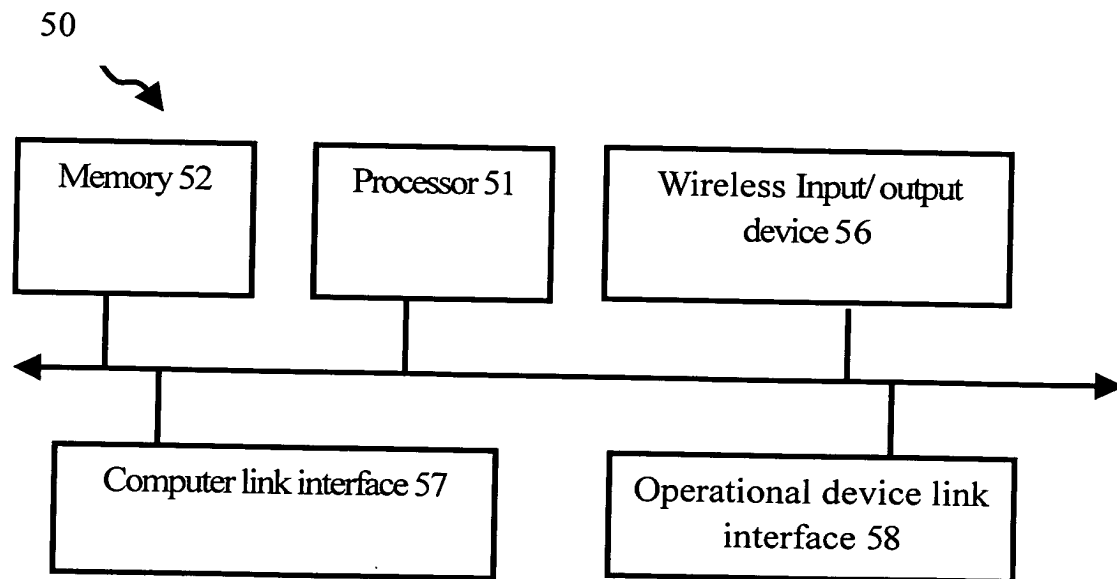 50
Memory 52
Processor 51
Wireless Input/ output
device 56
Computer link interface 57
Operational device link
interface 58